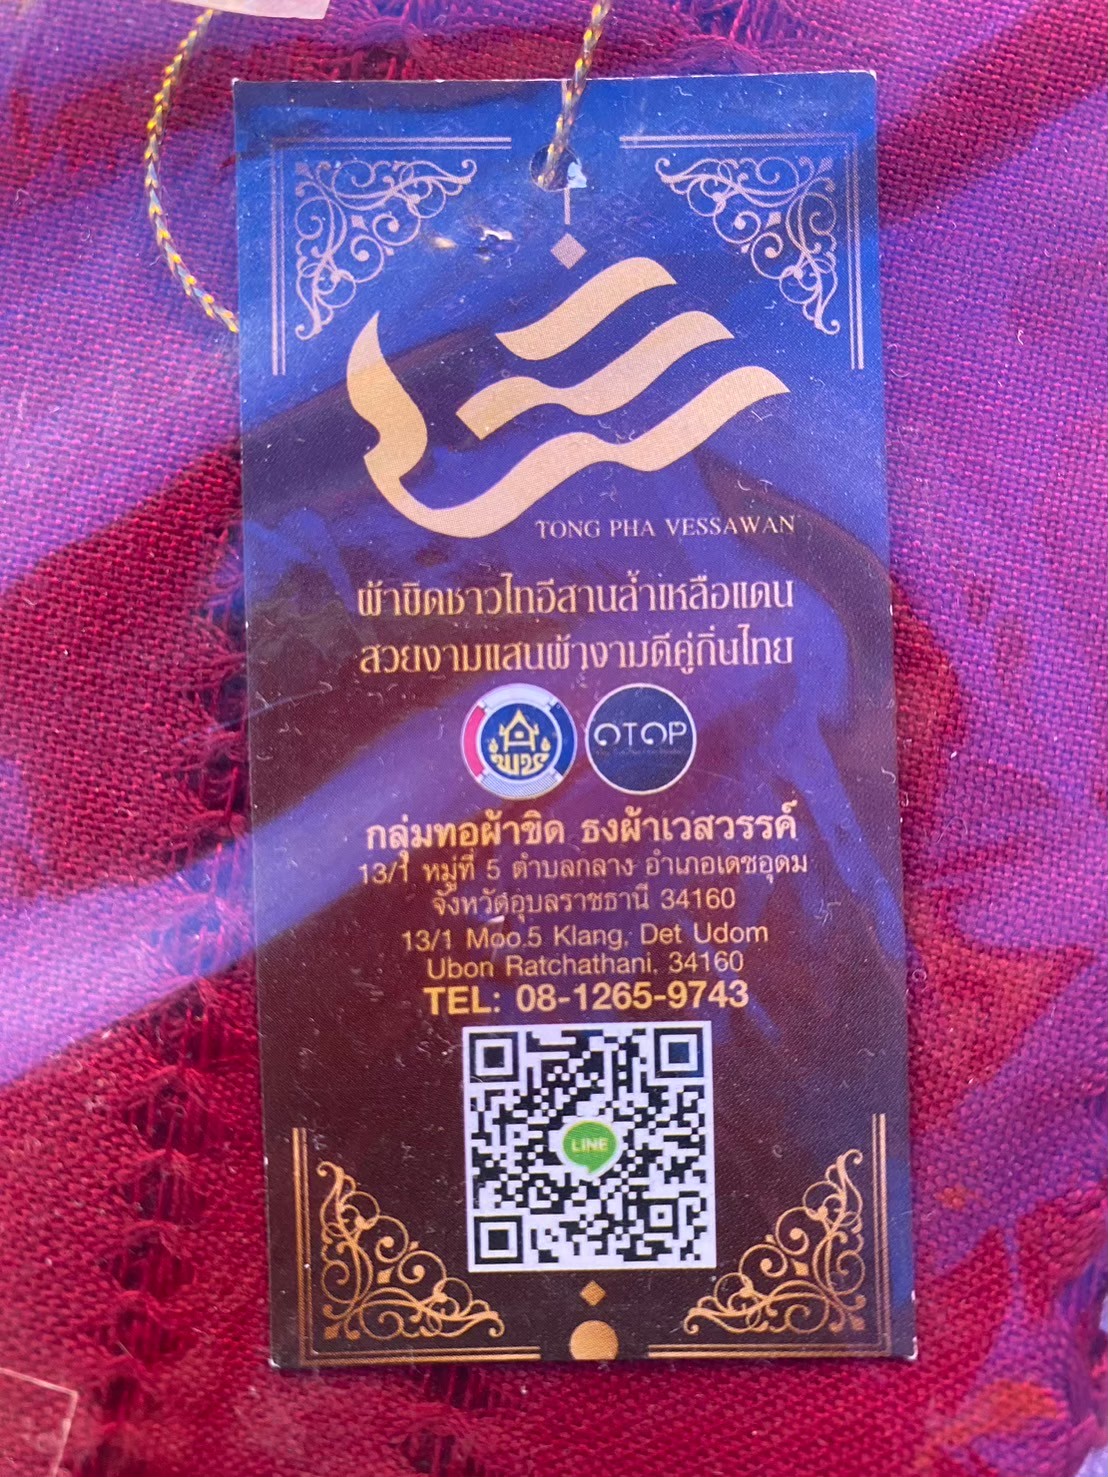 TONG PHA VESSAWAN
ผ้าขิดชาวไทอีสานล้ำเหลือแดน
สวยงามแสนผ้างามดีคู่ถิ่นไทย
พช
OTOP
กลุ่มทอผ้าขิด ธงผ้าเวสวรรค์
13/1 หมู่ที่ 5 ตำบลกลาง อำเภอเดชอุดม
จังหวัดอุบลราชธานี 34160
13/1 Moo.5 Klang, Det Udom
Ubon Ratchathani, 34160
TEL: 08-1265-9743
LINE